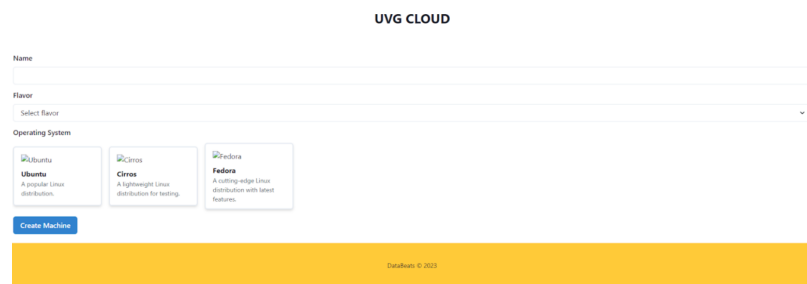 UVG CLOUD
Name
Flavor
Select flavor
Operating System
Ubuntu
Ubuntu
A popular Linux
distribution.
Cirros
Cirros
A lightweight Linux
distribution for testing.
Fedora
Fedora
A cutting-edge Linux
distribution with latest
features.
Create Machine
DataBeats © 2023